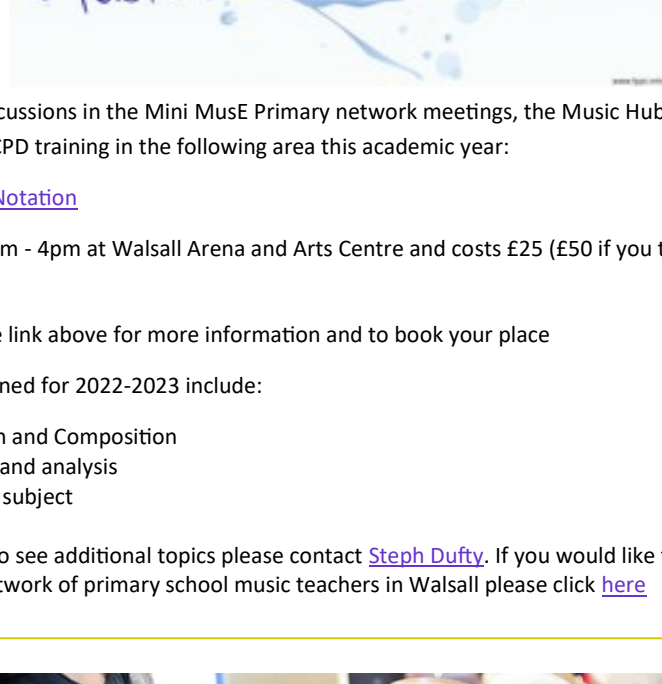 cussions in the Mini MusE Primary network meetings, the Music Hub
CPD training in the following area this academic year:
Notation
m - 4pm at Walsall Arena and Arts Centre and costs £25 (£50 if you t
link above for more information and to book your place
ned for 2022-2023 include:
and Composition
and analysis
subject
o see additional topics please contact Steph Dufty. If you would like
twork of primary school music teachers in Walsall please click here